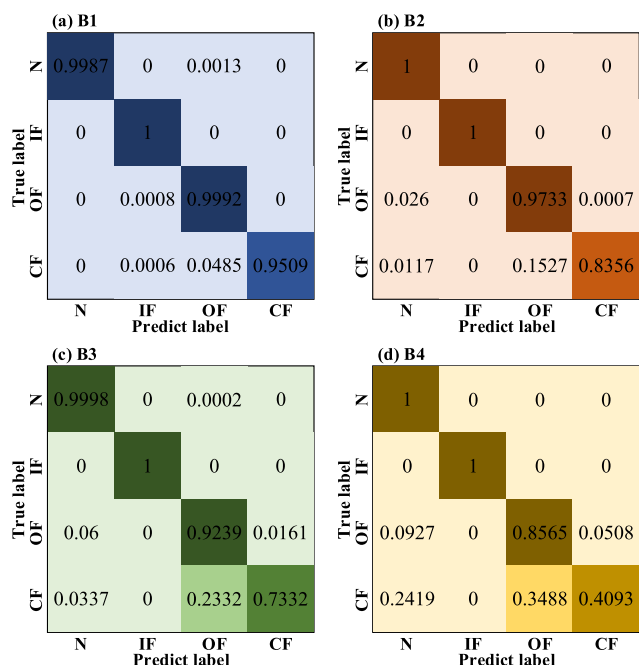 (a) B1
True label
N 0.9987 0 0.0013 0
IF 0 1 0 0
OF 0 0.0008 0.9992 0
CF 0 0.0006 0.0485 0.9509
N IF OF CF
Predict label
(b) B2
True label
N 1 0 0 0
IF 0 1 0 0
OF 0.026 0 0.9733 0.0007
CF 0.0117 0 0.1527 0.8356
N IF OF CF
Predict label
(c) B3
True label
N 0.9998 0 0.0002 0
IF 0 1 0 0
OF 0.06 0 0.9239 0.0161
CF 0.0337 0 0.2332 0.7332
N IF OF CF
Predict label
(d) B4
True label
N 1 0 0 0
IF 0 1 0 0
OF 0.0927 0 0.8565 0.0508
CF 0.2419 0 0.3488 0.4093
N IF OF CF
Predict label